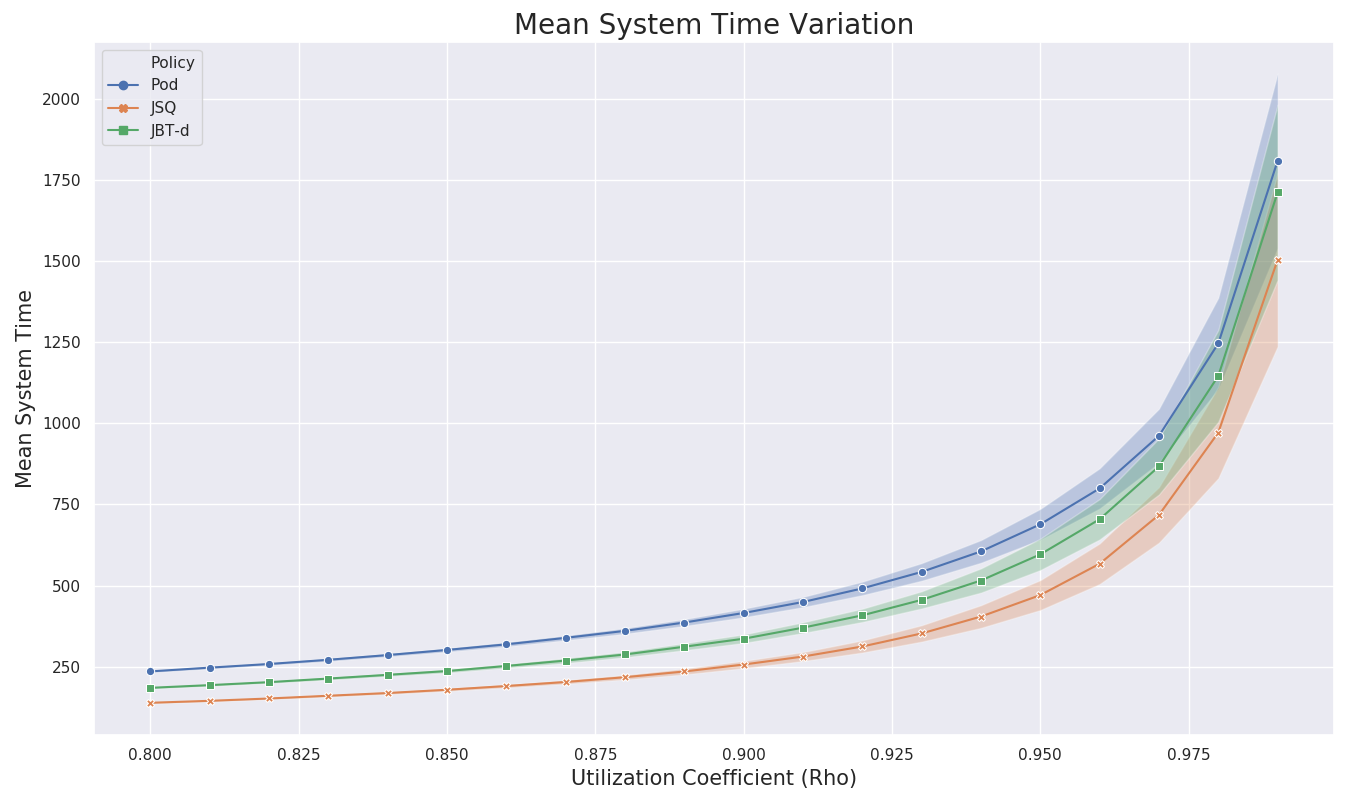 Mean System Time Variation
Policy
Pod
JSQ
JBT-d
2000
1750
1500
1250
1000
750
500
250
Mean System Time
0.800 0.825 0.850 0.875 0.900 0.925 0.950 0.975
Utilization Coefficient (Rho)